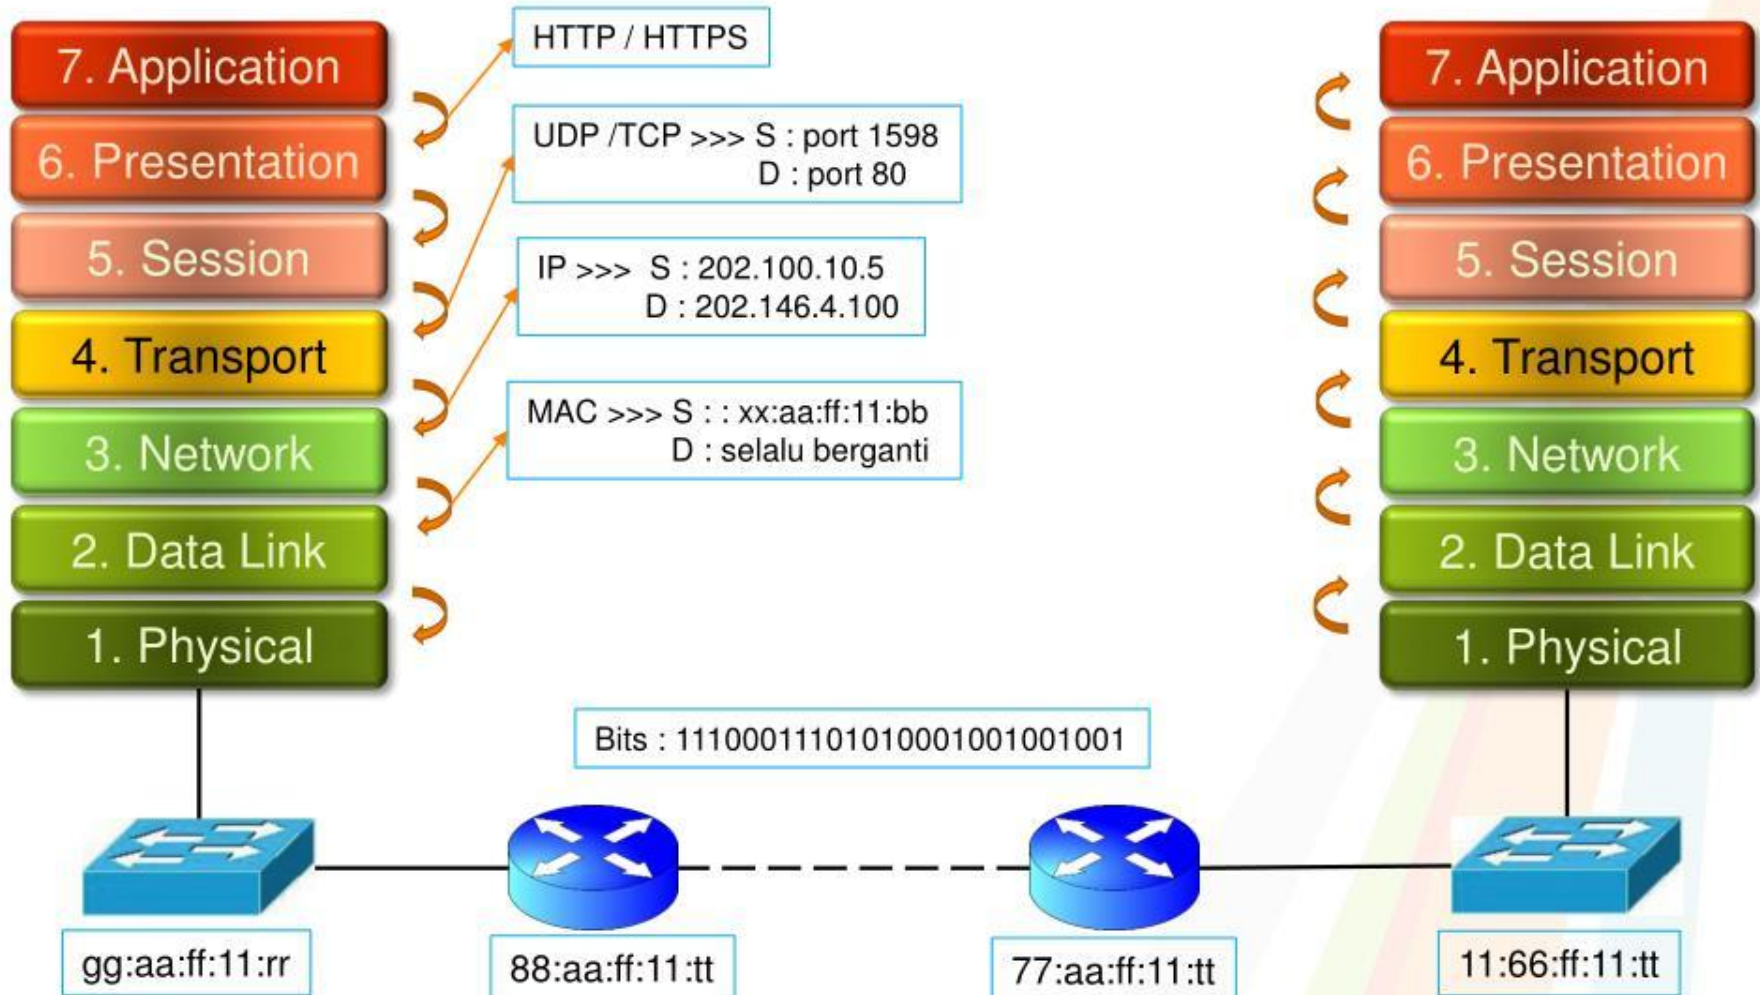 7. Application
6. Presentation
5. Session
4. Transport
3. Network
2. Data Link
1. Physical
HTTP / HTTPS
UDP /TCP >>> S : port 1598
D : port 80
IP >>> S : 202.100.10.5
D : 202.146.4.100
MAC >>> S : : xx:aa:ff:11:bb
D : selalu berganti
7. Application
6. Presentation
5. Session
4. Transport
3. Network
2. Data Link
1. Physical
Bits : 11100011101010001001001001
gg:aa:ff:11:rr
88:aa:ff:11:tt
77:aa:ff:11:tt
11:66:ff:11:tt